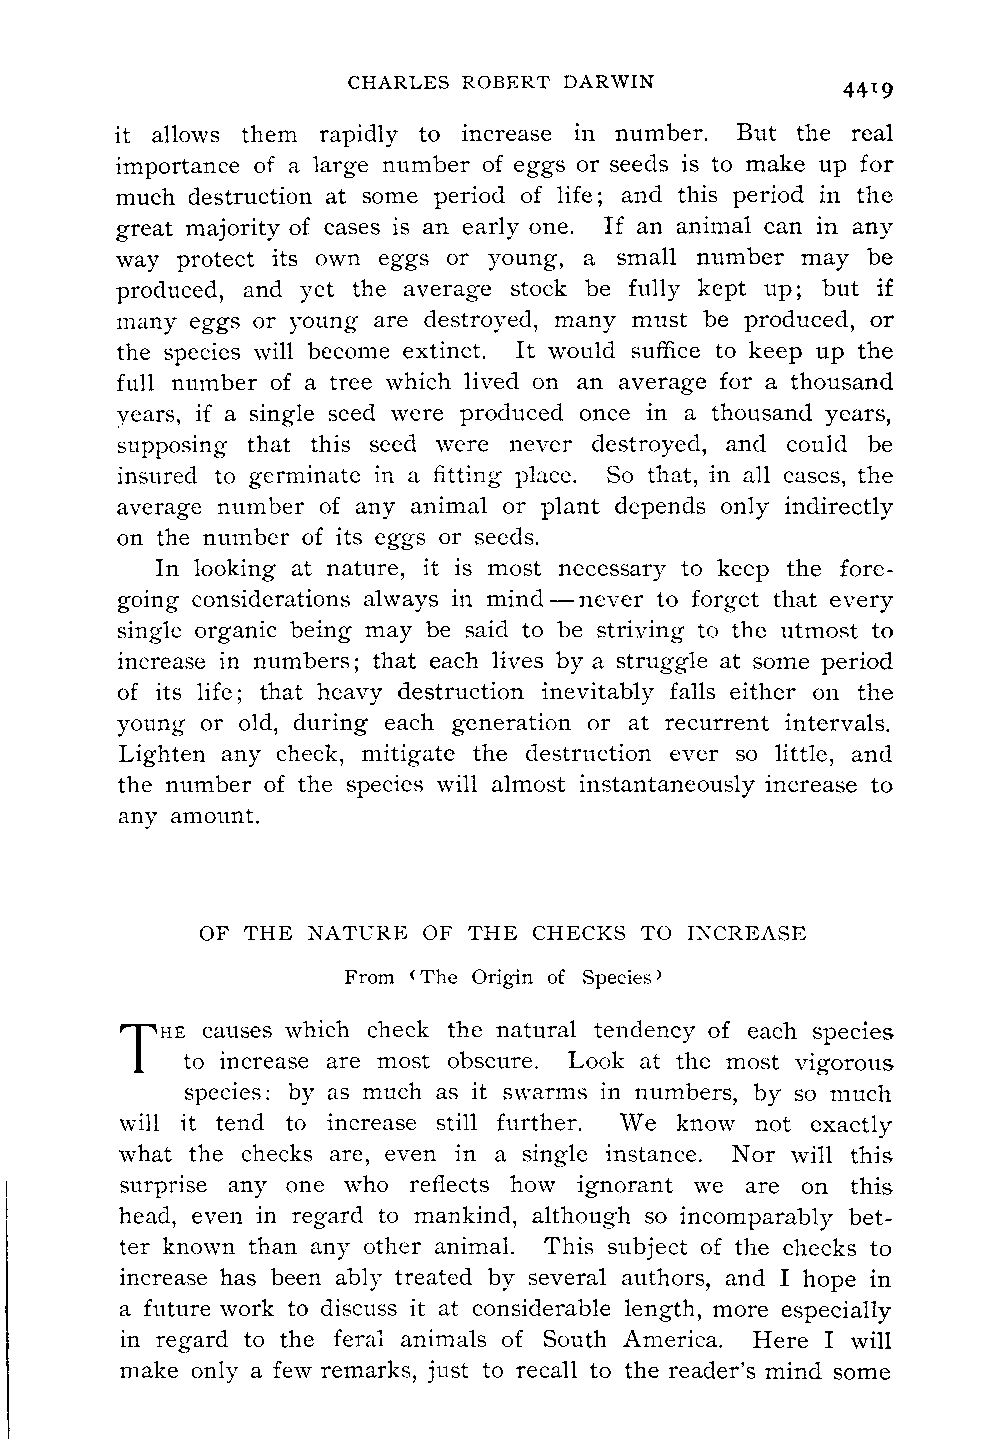 CHARLES ROBERT DARWIN 4419
it allows them rapidly to increase in number. But the real
importance of a large number of eggs or seeds is to make up for
much destruction at some period of life; and this period in the
great majority of cases is an early one. If an animal can in any
way protect its own eggs or young, a small number may be
produced, and yet the average stock be fully kept up; but if
many eggs or young are destroyed, many must be produced, or
the species will become extinct. It would suffice to keep up the
full number of a tree which lived on an average for a thousand
years, if a single seed were produced once in a thousand years,
supposing that this seed were never destroyed, and could be
insured to germinate in a fitting place. So that, in all cases, the
average number of any animal or plant depends only indirectly
on the number of its eggs or seeds.
In looking at nature, it is most necessary to keep the fore-
going considerations always in mind — never to forget that every
single organic being may be said to be striving to the utmost to
increase in numbers; that each lives by a struggle at some period
of its life; that heavy destruction inevitably falls either on the
young or old, during each generation or at recurrent intervals.
Lighten any check, mitigate the destruction ever so little, and
the number of the species will almost instantaneously increase to
any amount.
OF THE NATURE OF THE CHECKS TO INCREASE
From ‹The Origin of Species›
THE causes which check the natural tendency of each species
to increase are most obscure. Look at the most vigorous
species: by as much as it swarms in numbers, by so much
will it tend to increase still further. We know not exactly
what the checks are, even in a single instance. Nor will this
surprise any one who reflects how ignorant we are on this
head, even in regard to mankind, although so incomparably bet-
ter known than any other animal. This subject of the checks to
increase has been ably treated by several authors, and I hope in
a future work to discuss it at considerable length, more especially
in regard to the feral animals of South America. Here I will
make only a few remarks, just to recall to the reader's mind some